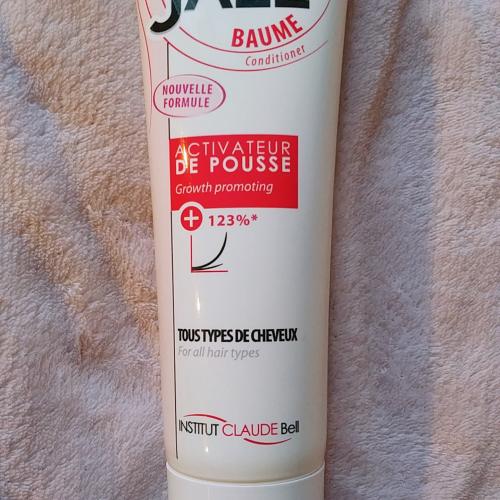 BAUME
Conditioner
NOUVELLE
FORMULE
ACTIVATEUR
DE POUSSE
Growth promoting
+ 123%*
TOUS TYPES DE CHEVEUX
For all hair types
INSTITUT CLAUDE Bell